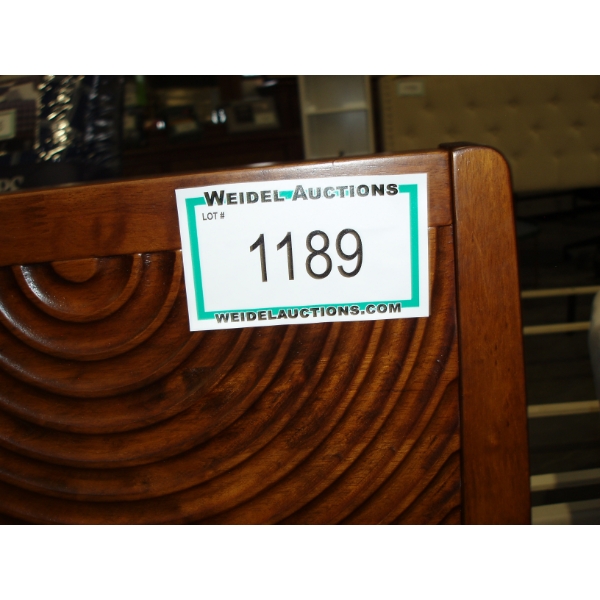 WEIDEL AUCTIONS
LOT #
1189
WEIDELAUCTIONS.COM